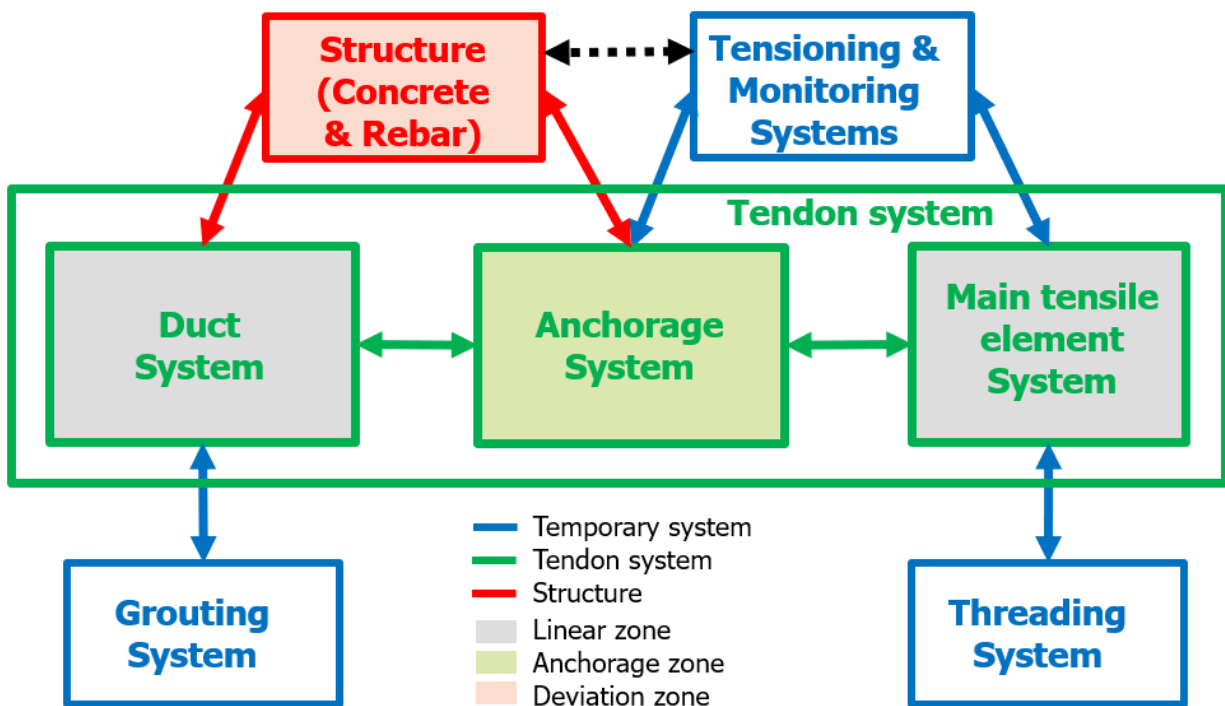 Structure
(Concrete
& Rebar)
Tensioning &
Monitoring
Systems
Tendon system
Duct
System
Anchorage
System
Main tensile
element
System
Temporary system
Tendon system
Structure
Linear zone
Anchorage zone
Deviation zone
Grouting
System
Threading
System